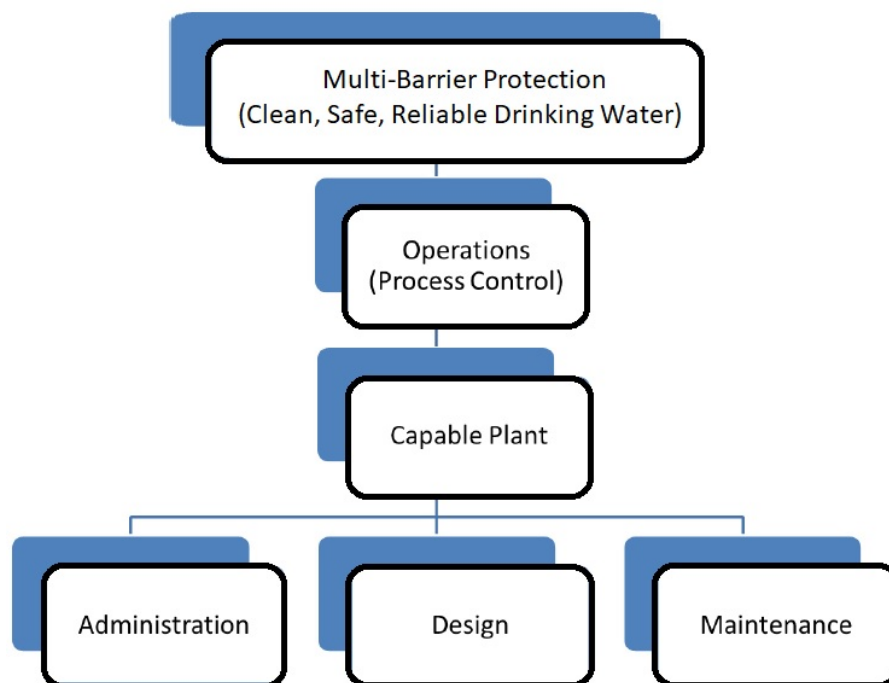 Multi-Barrier Protection
(Clean, Safe, Reliable Drinking Water)
Operations
(Process Control)
Capable Plant
Administration
Design
Maintenance